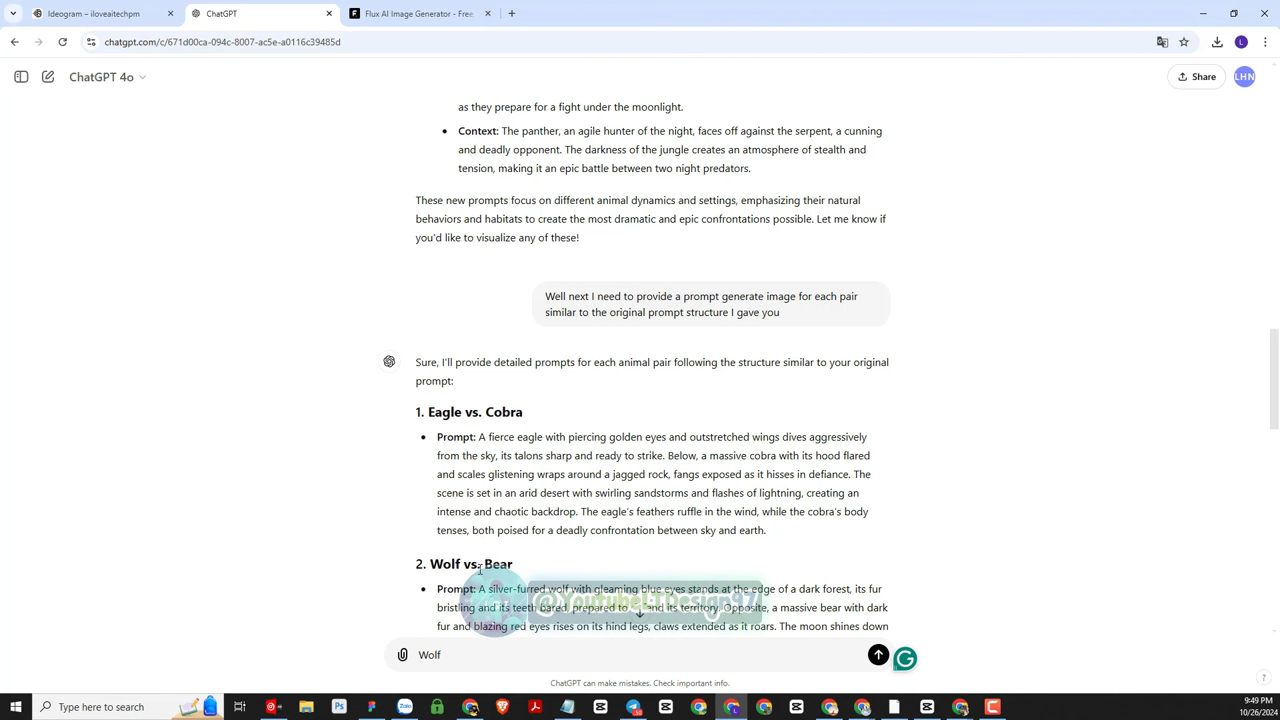 Ideogram – iloveaitechpm
ChatGPT
Flux AI Image Generator - Free
chatgpt.com/c/671d00ca-094c-8007-ac5e-a0116c39485d
L
ChatGPT 4o
Share
LHN
as they prepare for a fight under the moonlight.
Context: The panther, an agile hunter of the night, faces off against the serpent, a cunning
and deadly opponent. The darkness of the jungle creates an atmosphere of stealth and
tension, making it an epic battle between two night predators.
These new prompts focus on different animal dynamics and settings, emphasizing their natural
behaviors and habitats to create the most dramatic and epic confrontations possible. Let me know if
you'd like to visualize any of these!
Well next I need to provide a prompt generate image for each pair
similar to the original prompt structure I gave you
Sure, I'll provide detailed prompts for each animal pair following the structure similar to your original
prompt:
1. Eagle vs. Cobra
Prompt: A fierce eagle with piercing golden eyes and outstretched wings dives aggressively
from the sky, its talons sharp and ready to strike. Below, a massive cobra with its hood flared
and scales glistening wraps around a jagged rock, fangs exposed as it hisses in defiance. The
scene is set in an arid desert with swirling sandstorms and flashes of lightning, creating an
intense and chaotic backdrop. The eagle's feathers ruffle in the wind, while the cobra's body
tenses, both poised for a deadly confrontation between sky and earth.
2. Wolf vs. Bear
Prompt: A silver-furred wolf with gleaming blue eyes stands at the edge of a dark forest, its fur
bristling and its teeth bared, prepared to end its territory. Opposite, a massive bear with dark
fur and blazing red eyes rises on its hind legs, claws extended as it roars. The moon shines down
Wolf
ChatGPT can make mistakes. Check important info.
?
Type here to search
9:49 PM
10/26/2024